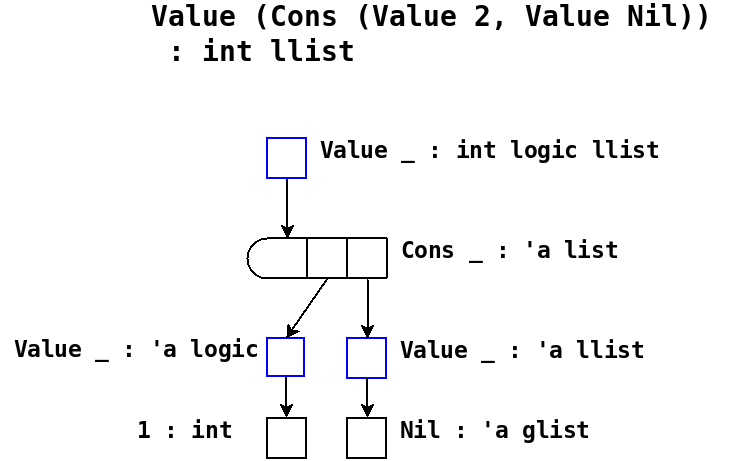 Value (Cons (Value 2, Value Nil))
: int llist
Value _ : int logic llist
Cons _ : 'a list
Value _ : 'a logic
Value _ : 'a llist
1 : int
Nil : 'a glist